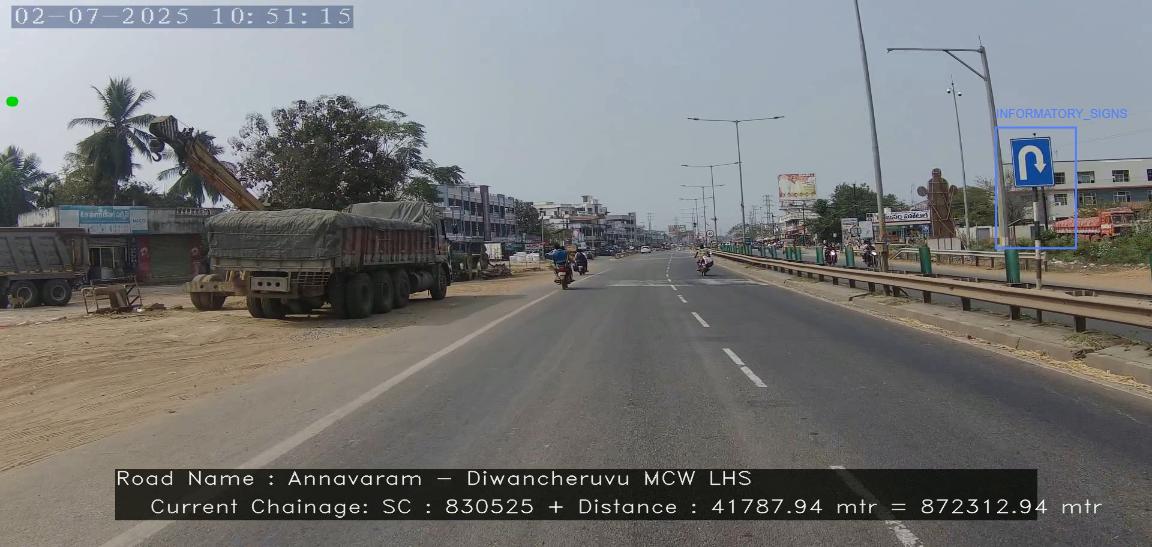 02-07-2025 10:51:15
INFORMATORY_SIGNS
Road Name : Annavaram - Diwancheruvu MCW LHS
Current Chainage: SC : 830525 + Distance : 41787.94 mtr = 872312.94 mtr